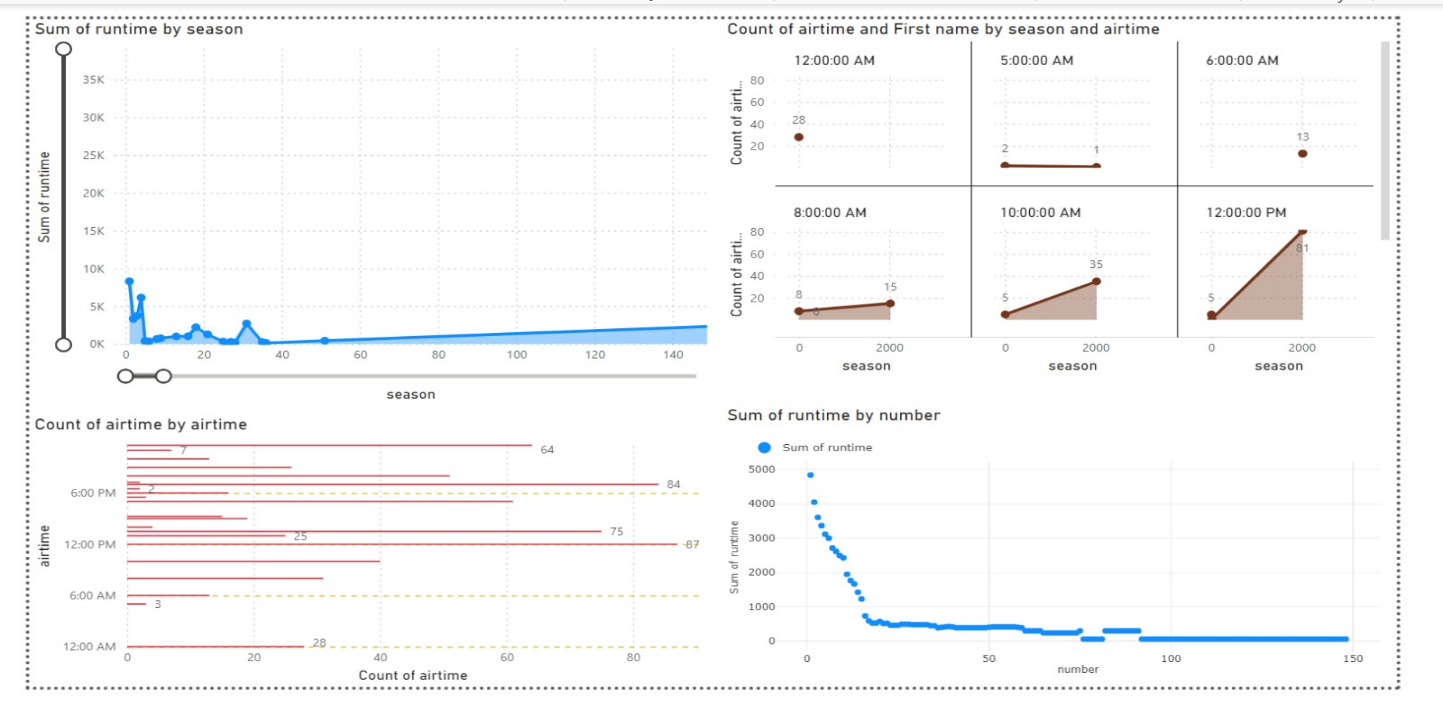 Sum of runtime by season
35K
30K
25K
20K
15K
10K
5K
0K
Sum of runtime
0 20 40 60 80 100 120 140
season
Count of airtime and First name by season and airtime
12:00:00 AM 5:00:00 AM 6:00:00 AM
Count of airti...
80
60
40
20
28
2 1
13
8:00:00 AM 10:00:00 AM 12:00:00 PM
Count of airti...
80
60
40
20
8 8 15
5 35
5 81
0 2000 0 2000 0 2000
season season season
Count of airtime by airtime
airtime
64
7
84
2
6:00 PM
75
25
12:00 PM
87
6:00 AM
3
12:00 AM
28
0 20 40 60 80
Count of airtime
Sum of runtime by number
Sum of runtime
5000
4000
3000
2000
1000
0
Sum of runtime
0 50 100 150
number